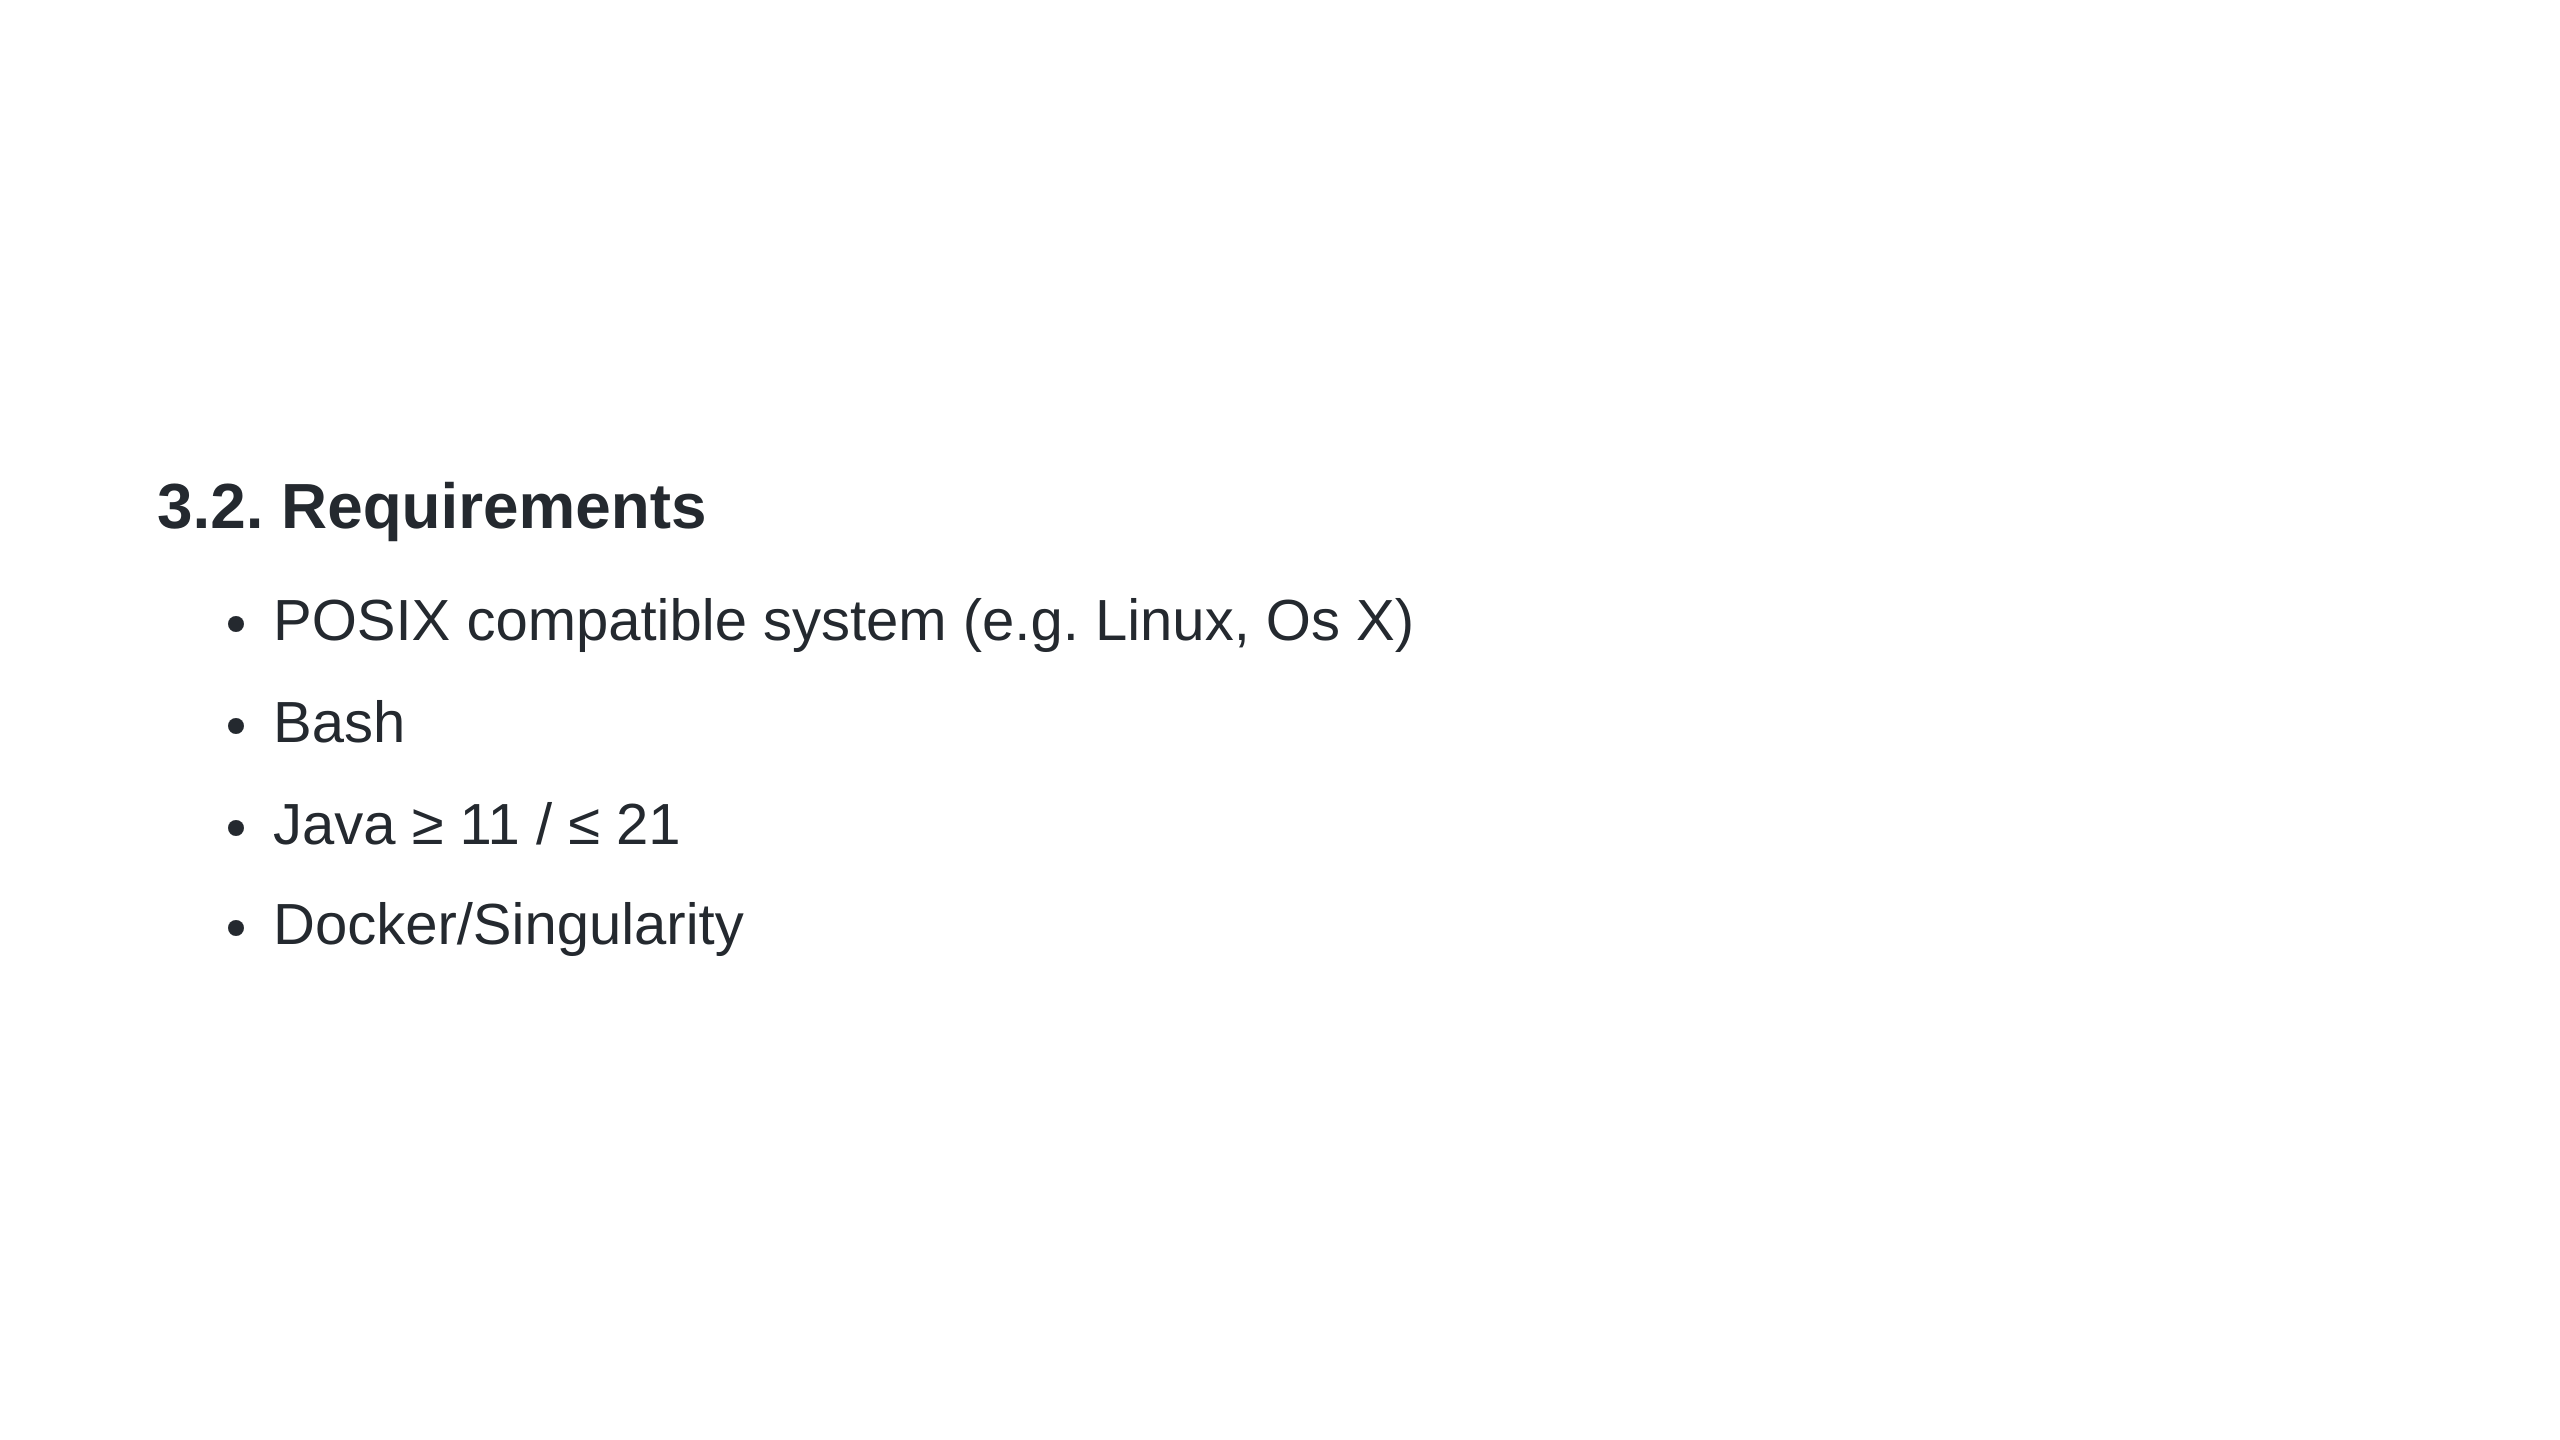 3.2. Requirements
• POSIX compatible system (e.g. Linux, Os X)
• Bash
• Java ≥ 11 / ≤ 21
• Docker/Singularity